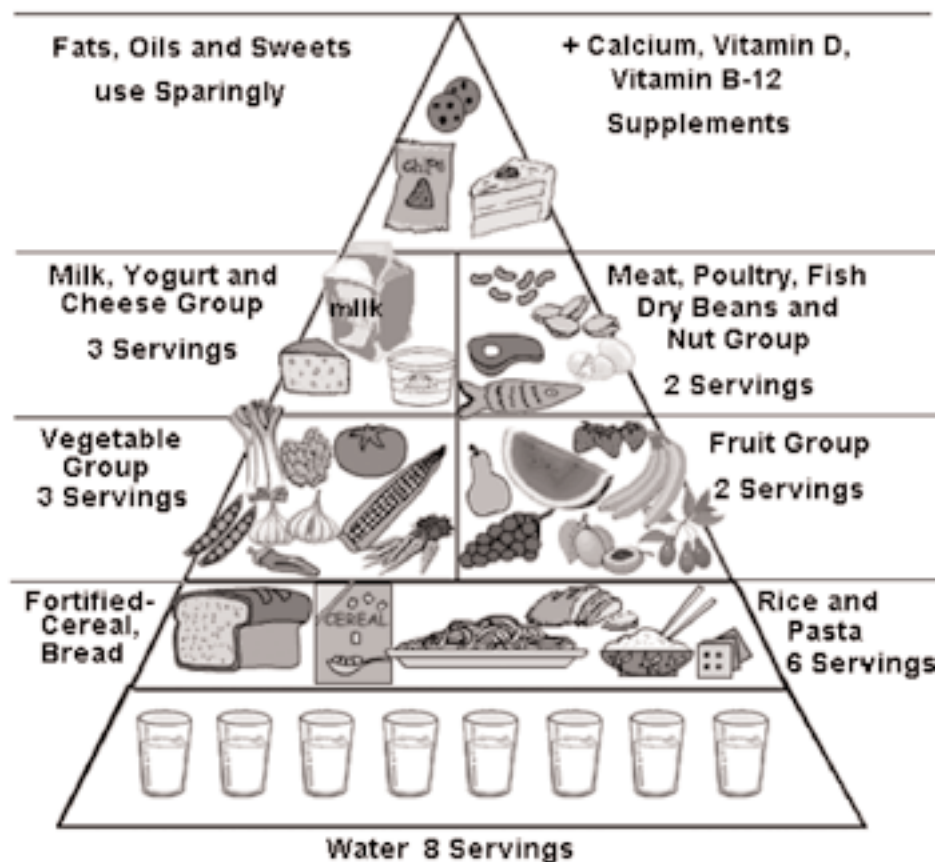 Fats, Oils and Sweets
use Sparingly
+ Calcium, Vitamin D,
Vitamin B-12
Supplements
chips
Milk, Yogurt and
Cheese Group
3 Servings
milk
Meat, Poultry, Fish
Dry Beans and
Nut Group
2 Servings
Vegetable
Group
3 Servings
Fruit Group
2 Servings
Fortified-
Cereal,
Bread
CEREAL
Rice and
Pasta
6 Servings
Water 8 Servings